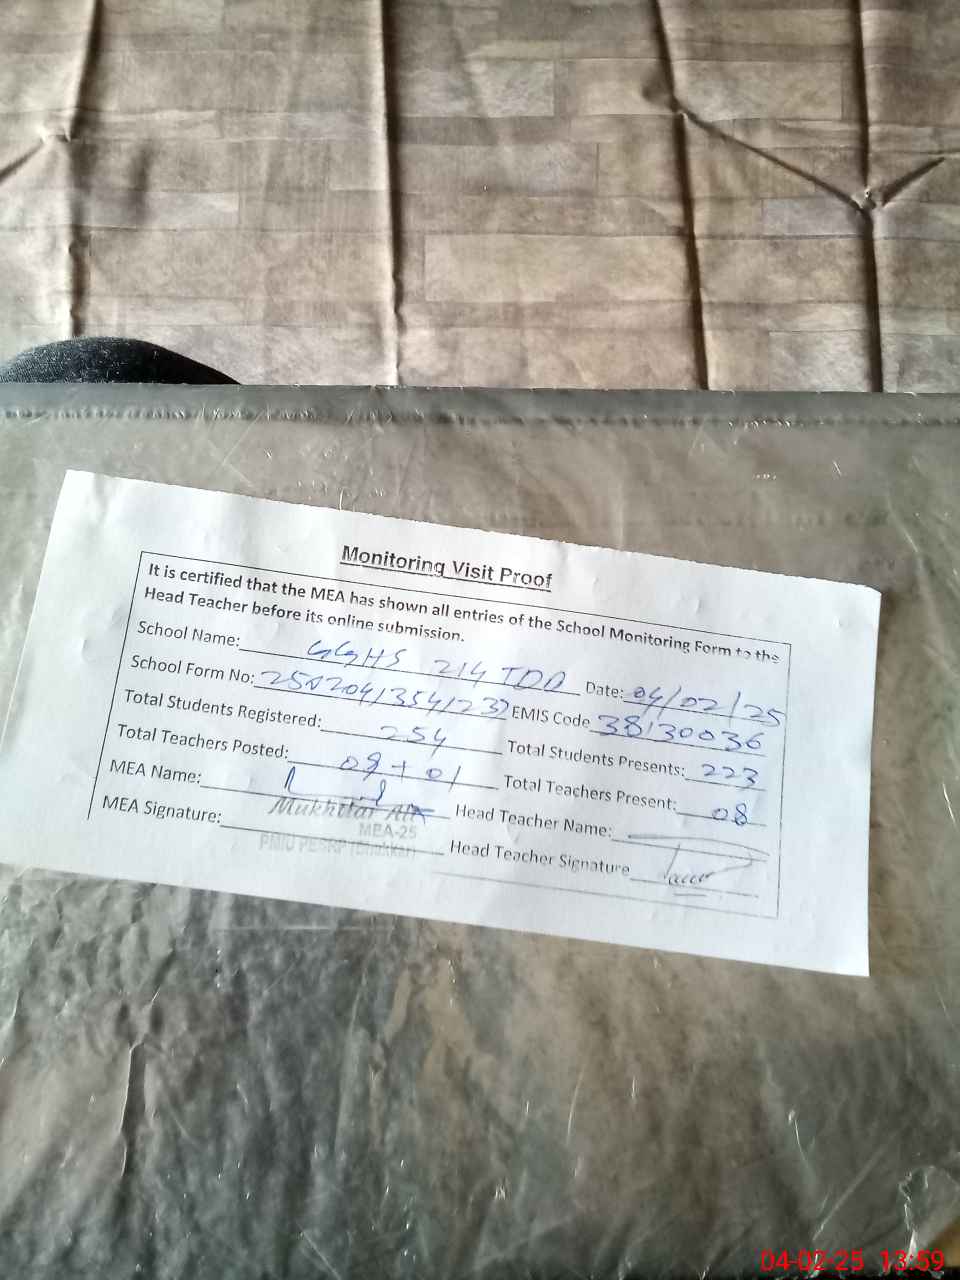 Monitoring Visit Proof
It is certified that the MEA has shown all entries of the School Monitoring Form to the
Head Teacher before its online submission.
School Name: GGHS 214 TDA Date: 04/02/25
School Form No: EMIS Code 38130036
Total Students Registered: 254 Total Students Presents: 223
Total Teachers Posted: 08 + 01 Total Teachers Present: 08
MEA Name: Mukhtar Head Teacher Name:
MEA-25
MEA Signature: Head Teacher Signature
PMIU PESRP (Bhakkar)
04-02-25 13:59